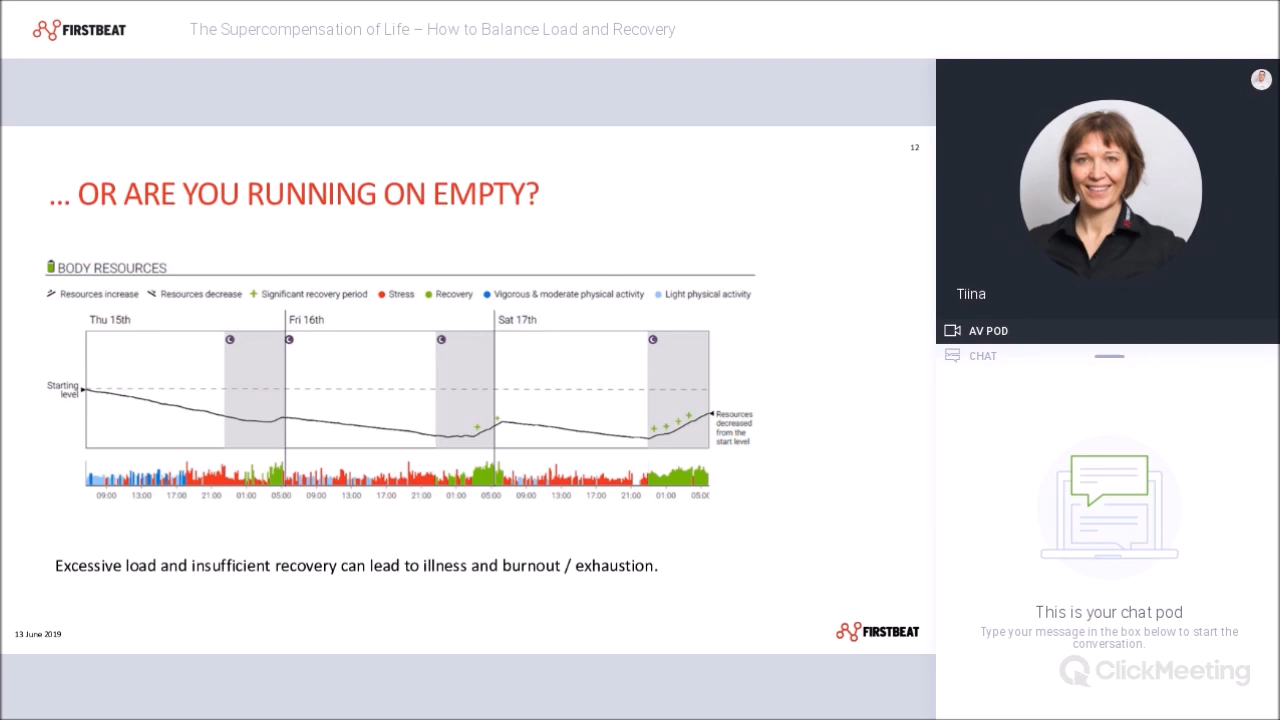 FIRSTBEAT
The Supercompensation of Life – How to Balance Load and Recovery
12
... OR ARE YOU RUNNING ON EMPTY?
BODY RESOURCES
Resources increase Resources decrease Significant recovery period Stress Recovery Vigorous & moderate physical activity Light physical activity
Thu 15th Fri 16th Sat 17th
Starting
level
Resources
decreased
from the
start level
09:00 13:00 17:00 21:00 01:00 05:00 09:00 13:00 17:00 21:00 01:00 05:00 09:00 13:00 17:00 21:00 01:00 05:00
Excessive load and insufficient recovery can lead to illness and burnout / exhaustion.
13 June 2019
FIRSTBEAT
Tiina
AV POD
CHAT
This is your chat pod
Type your message in the box below to start the
conversation.
ClickMeeting